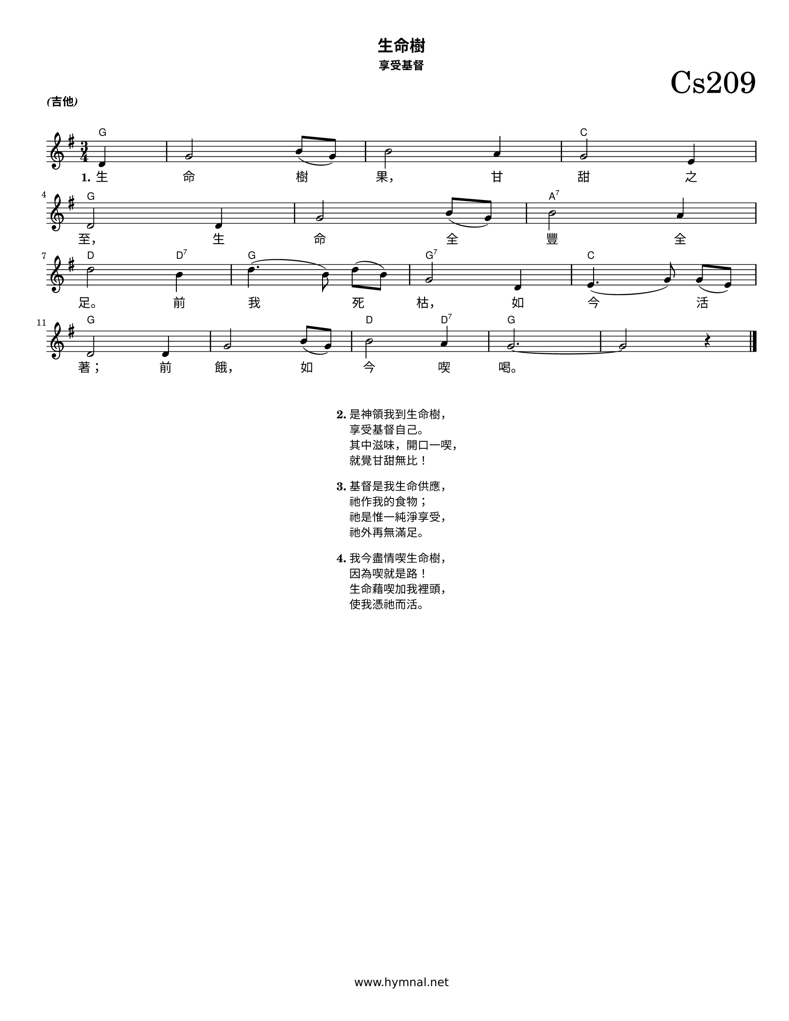 生命樹
享受基督
Cs209
(吉他)
G C
3
4
1. 生 命 樹 果， 甘 甜 之
4 G A7
至， 生 命 全 豐 全
7 D D7 G G7 C
足。 前 我 死 枯， 如 今 活
11 G D D7 G
著； 前 餓， 如 今 喫 喝。
2. 是神領我到生命樹，
享受基督自己。
其中滋味，開口一喫，
就覺甘甜無比！
3. 基督是我生命供應，
祂作我的食物；
祂是惟一純淨享受，
祂外再無滿足。
4. 我今盡情喫生命樹，
因為喫就是路！
生命藉喫加我裡頭，
使我憑祂而活。
www.hymnal.net